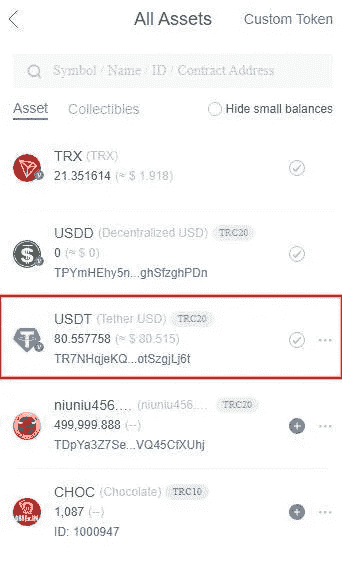 All Assets
Custom Token
Symbol / Name / ID / Contract Address
Asset
Collectibles
Hide small balances
TRX (TRX)
21.351614 (≈ $ 1.918)
USDD (Decentralized USD) TRC20
0 (≈ $ 0)
TPYmHEhy5n...ghSfzghPDn
USDT (Tether USD) TRC20
80.557758 (≈ $ 80.515)
TR7NHqjeKQ...otSzgjLj6t
niuniu456.... (niuniu456.... TRC20
499,999.888 (--)
TDpYa3Z7Se...VQ45CfXUhj
CHOC (Chocolate) TRC10
1,087 (--)
ID: 1000947